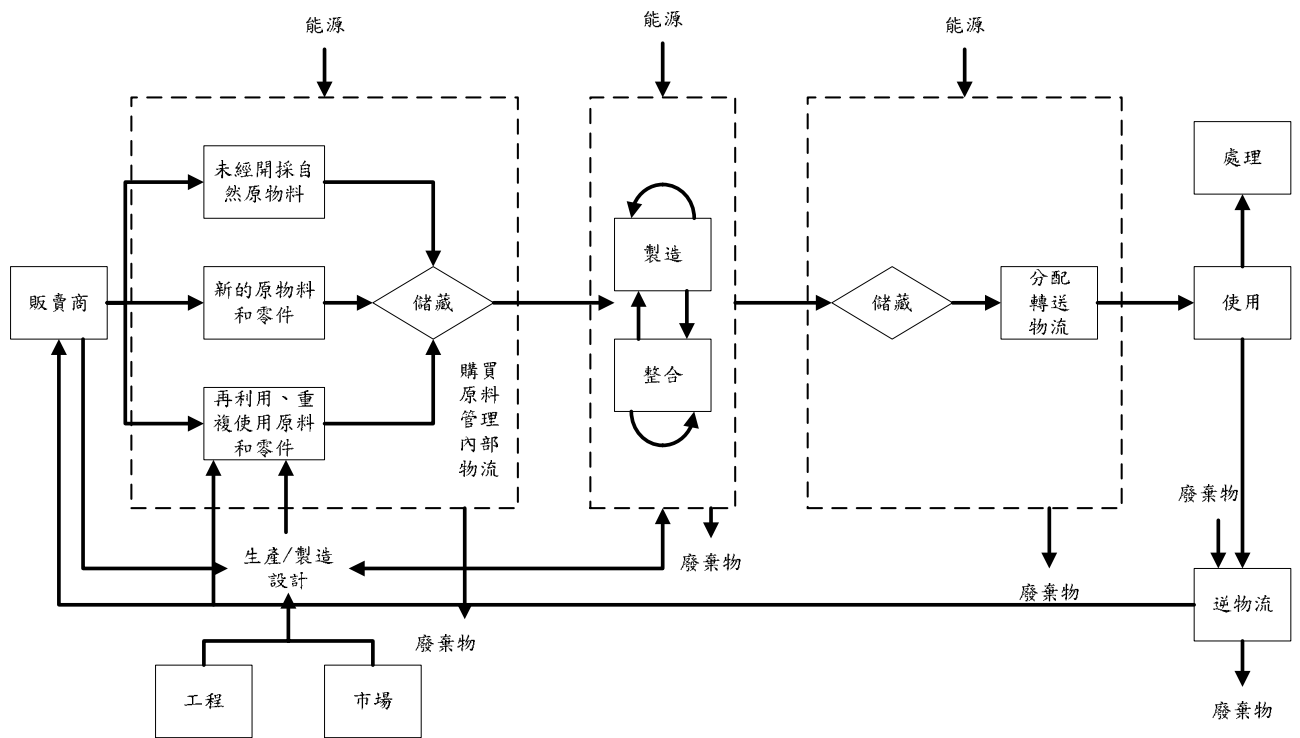 能源
能源
能源
未經開採自
然原物料
處理
製造
販賣商
新的原物料
和零件
儲藏
儲藏
分配
轉送
物流
使用
整合
購買
原料
管理
內部
物流
再利用、重
複使用原料
和零件
廢棄物
生產/製造
設計
廢棄物
廢棄物
逆物流
廢棄物
工程
市場
廢棄物